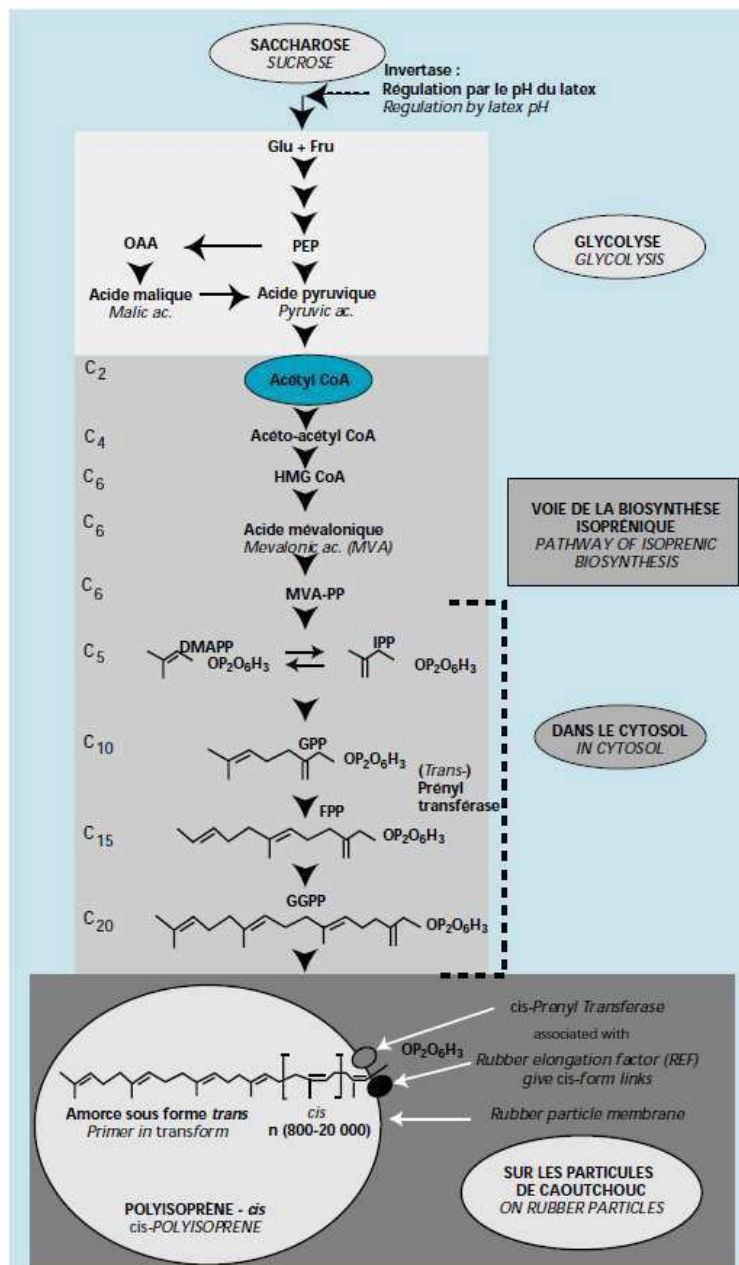 SACCHAROSE
SUCROSE
Invertase :
Régulation par le pH du latex
Regulation by latex pH
Glu + Fru
OAA
PEP
GLYCOLYSE
GLYCOLYSIS
Acide malique
Malic ac.
Acide pyruvique
Pyruvic ac.
C2
Acétyl CoA
C4
Acéto-acétyl CoA
C6
HMG CoA
VOIE DE LA BIOSYNTHÈSE
ISOPRÉNIQUE
PATHWAY OF ISOPRENIC
BIOSYNTHESIS
C6
Acide mévalonique
Mevalonic ac. (MVA)
C6
MVA-PP
C5
DMAPP
OP2O6H3
IPP
OP2O6H3
C10
GPP
OP2O6H3
(Trans-)
Prényl
transférase
DANS LE CYTOSOL
IN CYTOSOL
C15
FPP
OP2O6H3
C20
GGPP
OP2O6H3
cis-Prenyl Transferase
associated with
OP2O6H3
Rubber elongation factor (REF)
give cis-form links
Amorce sous forme trans
Primer in transform
cis
n (800-20 000)
Rubber particle membrane
POLYISOPRÈNE - cis
cis-POLYISOPRENE
SUR LES PARTICULES
DE CAOUTCHOUC
ON RUBBER PARTICLES